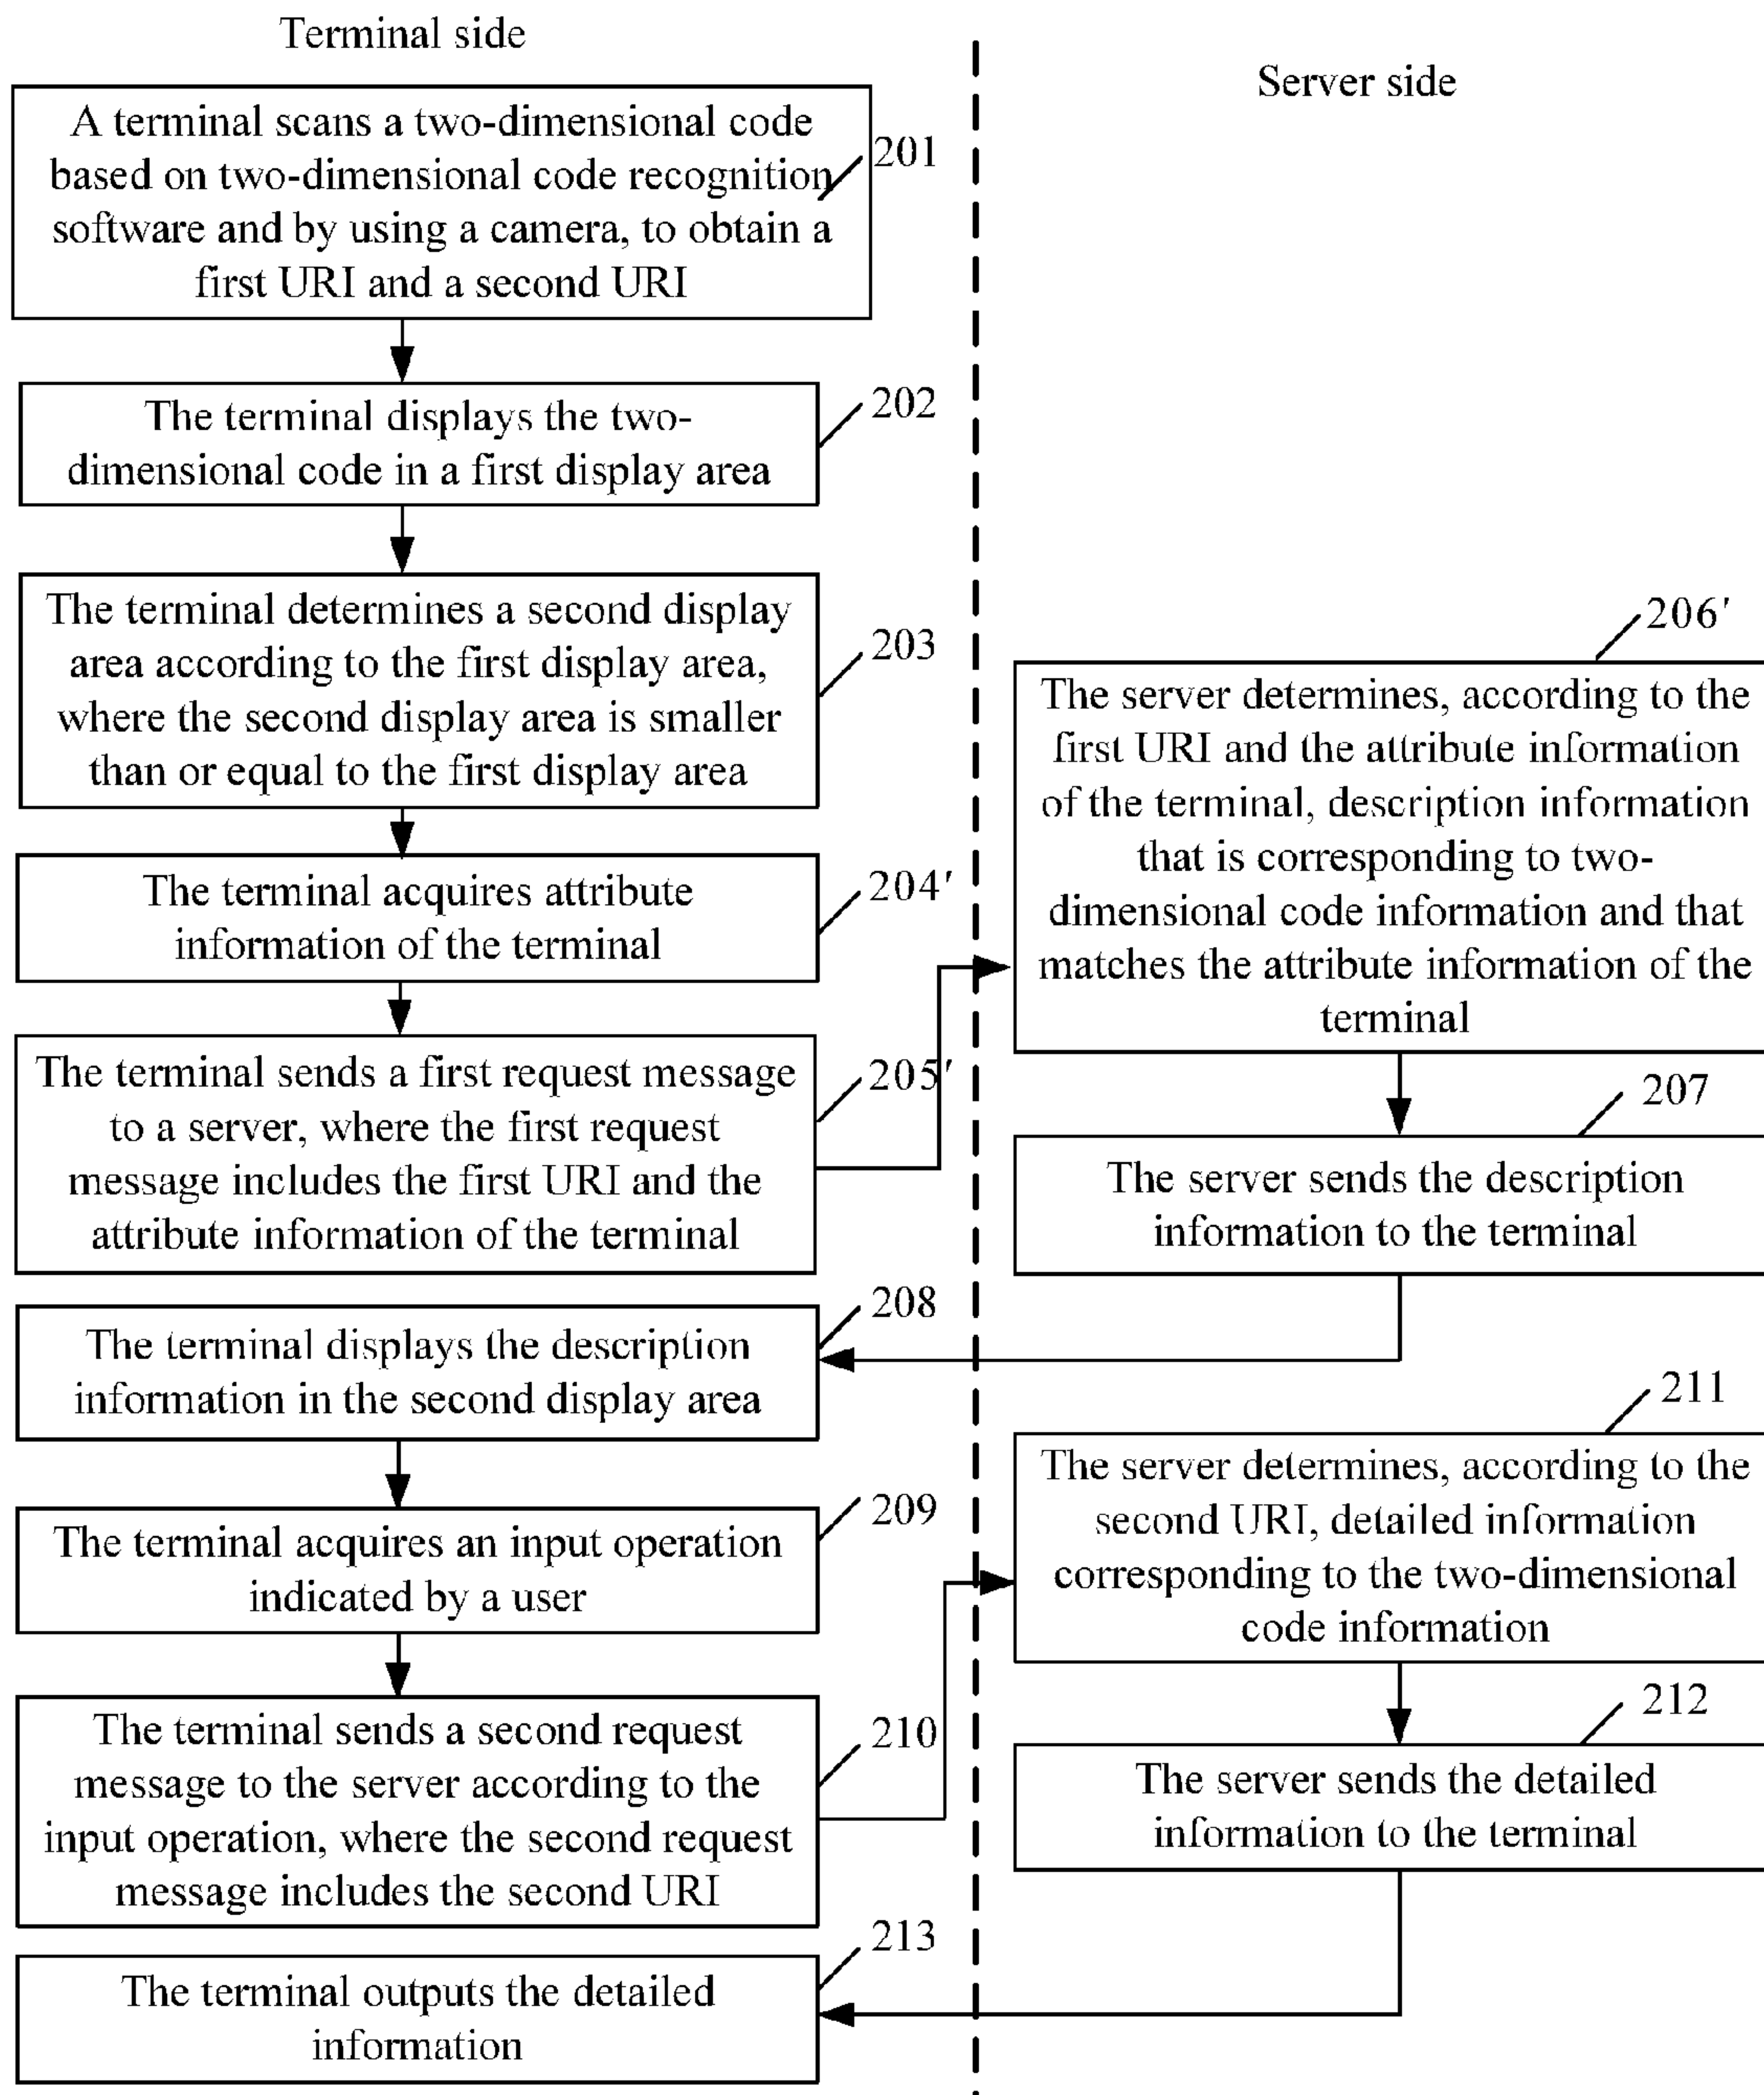 Terminal side
Server side
A terminal scans a two-dimensional code
based on two-dimensional code recognition
software and by using a camera, to obtain a
first URI and a second URI
201
The terminal displays the two-
dimensional code in a first display area
202
The terminal determines a second display
area according to the first display area,
where the second display area is smaller
than or equal to the first display area
203
The terminal acquires attribute
information of the terminal
204'
The terminal sends a first request message
to a server, where the first request
message includes the first URI and the
attribute information of the terminal
205'
206'
The server determines, according to the
first URI and the attribute information
of the terminal, description information
that is corresponding to two-
dimensional code information and that
matches the attribute information of the
terminal
207
The server sends the description
information to the terminal
208
The terminal displays the description
information in the second display area
209
The terminal acquires an input operation
indicated by a user
210
The terminal sends a second request
message to the server according to the
input operation, where the second request
message includes the second URI
211
The server determines, according to the
second URI, detailed information
corresponding to the two-dimensional
code information
212
The server sends the detailed
information to the terminal
213
The terminal outputs the detailed
information